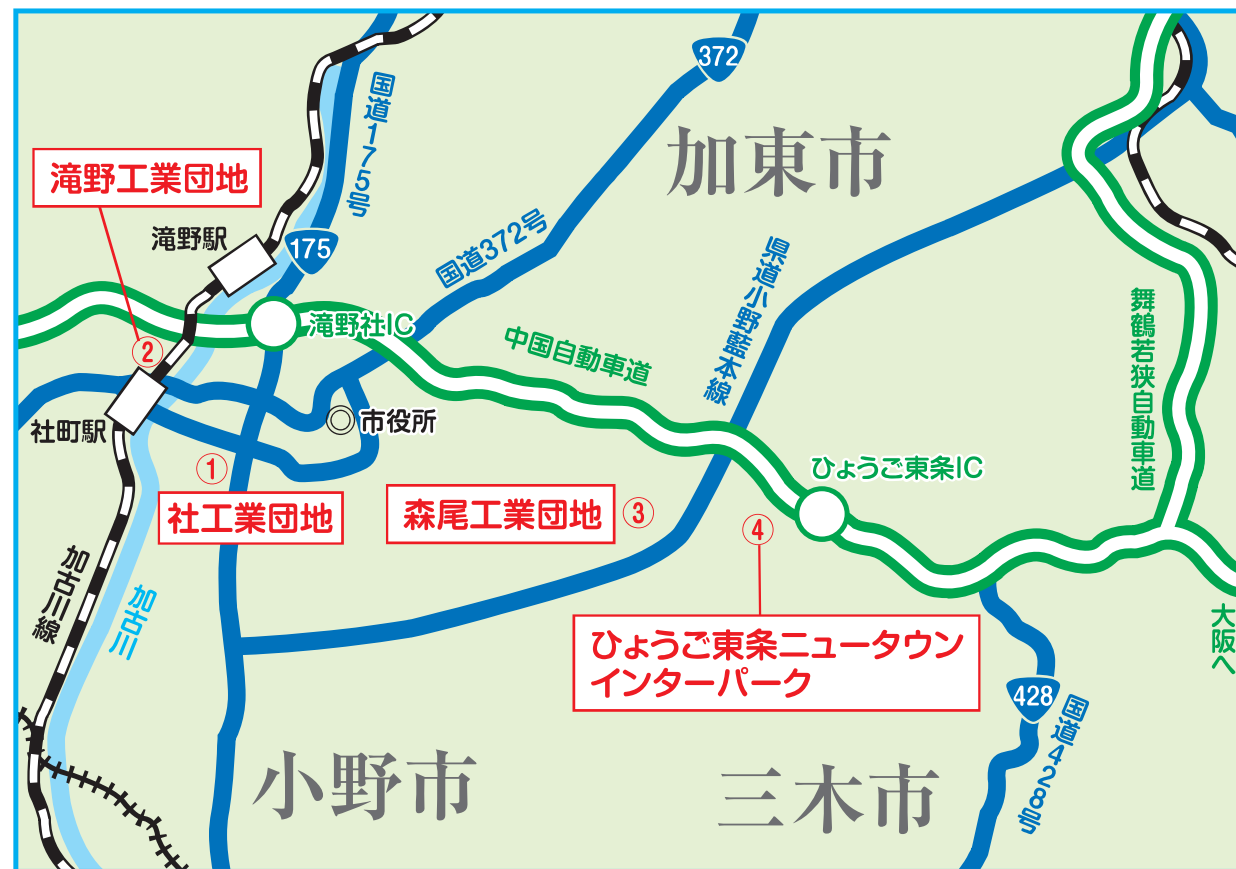 372
加東市
国道175号
滝野工業団地
滝野駅
175
国道372号
県道小野藍本線
滝野社IC
中国自動車道
舞鶴若狭自動車道
②
社町駅
市役所
①
ひょうご東条IC
社工業団地
森尾工業団地
③
④
加古川線
加古川
大阪へ
ひょうご東条ニュータウン
インターパーク
428
国道428号
小野市
三木市